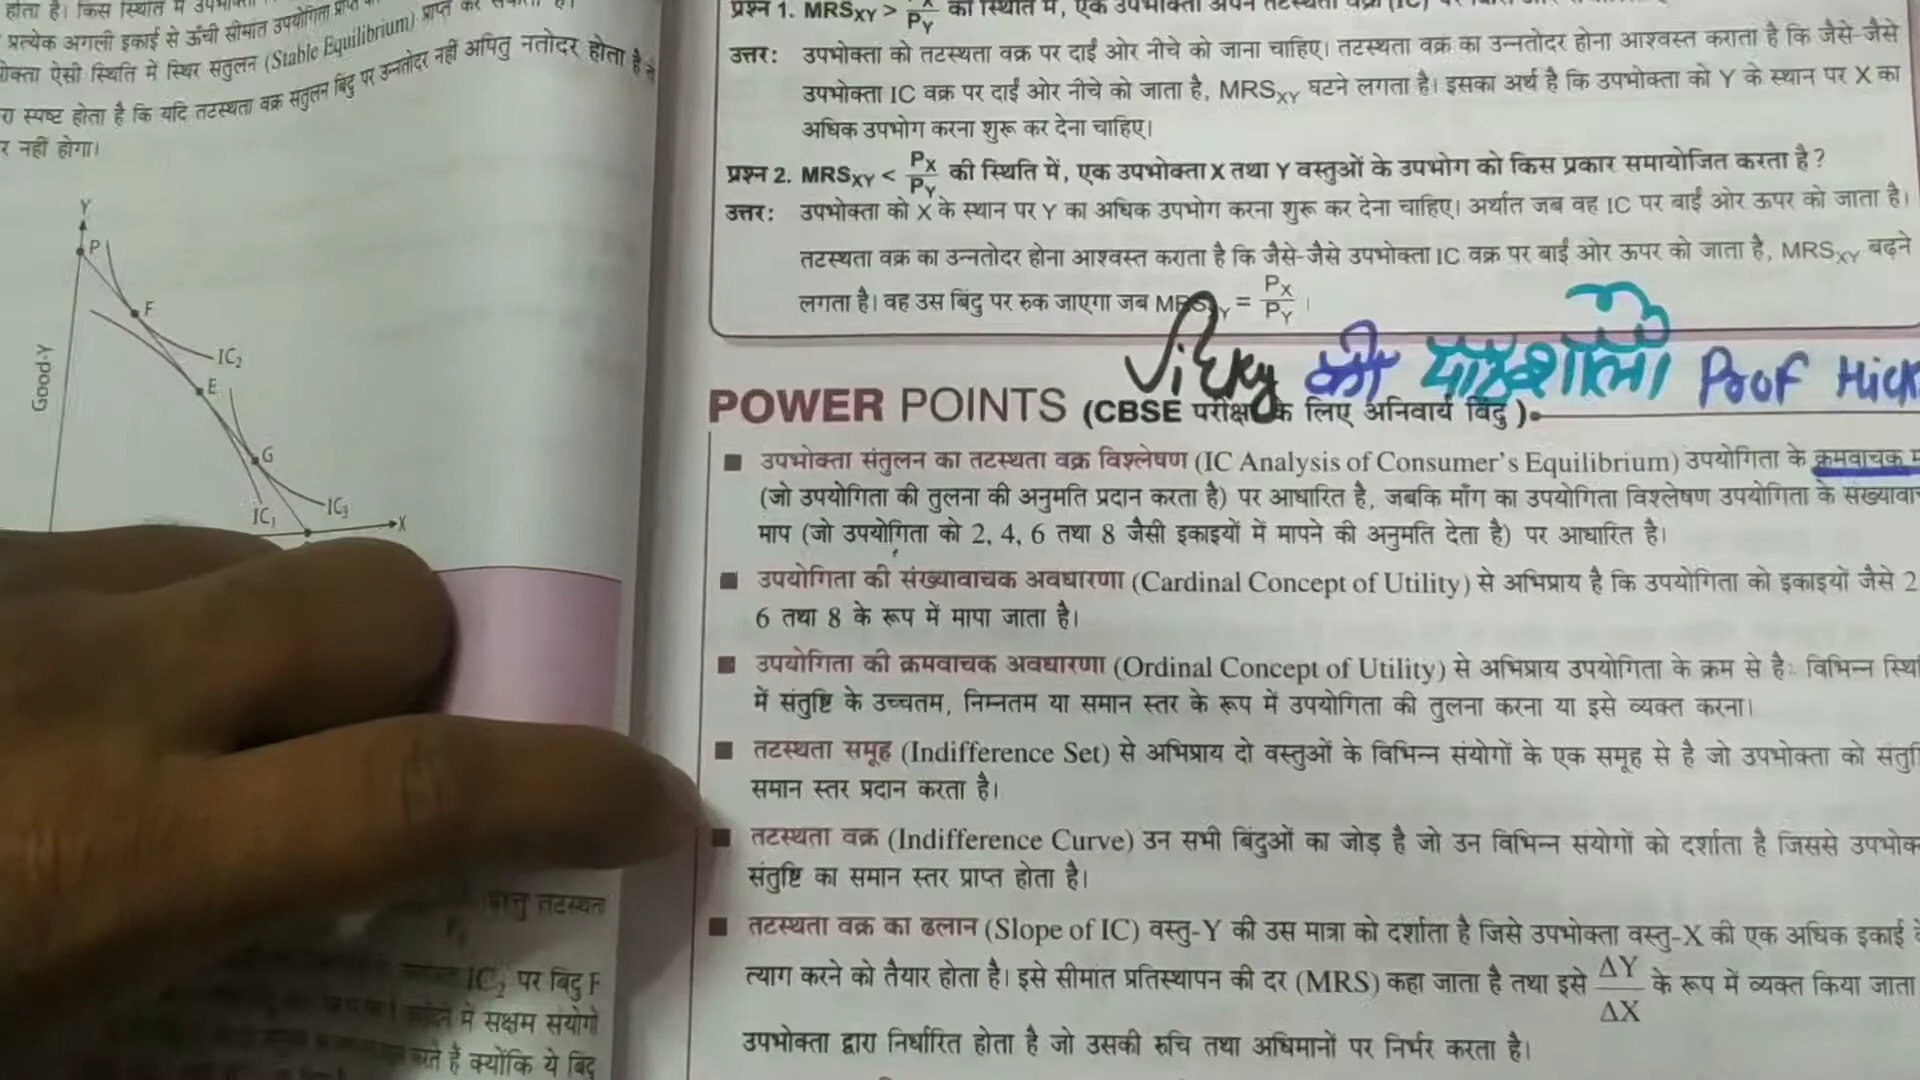 प्रत्येक अगली इकाई से ऊँची सीमांत उपयोगिता प्राप्त
ऐसी स्थिति में स्थिर संतुलन (Stable Equilibrium) प्राप्त कर
स्पष्ट होता है कि यदि तटस्थता वक्र संतुलन बिंदु पर उन्नतोदर नहीं अपितु नतोदर होता है
नहीं होगा।
Y
P
F
IC2
Good-Y
E
G
IC1
IC3
X
तटस्थता
IC2 पर बिंदु F
में सक्षम संयोगों
हैं क्योंकि ये बिंदु
प्रश्न 1. MRSXY > PX/PY की स्थिति में, एक उपभोक्ता अपने तटस्थता वक्र (IC)
उत्तर: उपभोक्ता को तटस्थता वक्र पर दाईं ओर नीचे को जाना चाहिए। तटस्थता वक्र का उन्नतोदर होना आश्वस्त कराता है कि जैसे-जैसे
उपभोक्ता IC वक्र पर दाईं ओर नीचे को जाता है, MRSXY घटने लगता है। इसका अर्थ है कि उपभोक्ता को Y के स्थान पर X का
अधिक उपभोग करना शुरू कर देना चाहिए।
प्रश्न 2. MRSXY < PX/PY की स्थिति में, एक उपभोक्ता X तथा Y वस्तुओं के उपभोग को किस प्रकार समायोजित करता है?
उत्तर: उपभोक्ता को X के स्थान पर Y का अधिक उपभोग करना शुरू कर देना चाहिए। अर्थात जब वह IC पर बाईं ओर ऊपर को जाता है।
तटस्थता वक्र का उन्नतोदर होना आश्वस्त कराता है कि जैसे-जैसे उपभोक्ता IC वक्र पर बाईं ओर ऊपर को जाता है, MRSXY बढ़ने
लगता है। वह उस बिंदु पर रुक जाएगा जब MRSXY = PX/PY।
Vicky की पाठशाला Prof Hick
POWER POINTS (CBSE परीक्षा के लिए अनिवार्य बिंदु)
■ उपभोक्ता संतुलन का तटस्थता वक्र विश्लेषण (IC Analysis of Consumer's Equilibrium) उपयोगिता के क्रमवाचक
(जो उपयोगिता की तुलना की अनुमति प्रदान करता है) पर आधारित है, जबकि माँग का उपयोगिता विश्लेषण उपयोगिता के
माप (जो उपयोगिता को 2, 4, 6 तथा 8 जैसी इकाइयों में मापने की अनुमति देता है) पर आधारित है।
■ उपयोगिता की संख्यावाचक अवधारणा (Cardinal Concept of Utility) से अभिप्राय है कि उपयोगिता को इकाइयों जैसे 2
6 तथा 8 के रूप में मापा जाता है।
■ उपयोगिता की क्रमवाचक अवधारणा (Ordinal Concept of Utility) से अभिप्राय उपयोगिता के क्रम से है: विभिन्न
में संतुष्टि के उच्चतम, निम्नतम या समान स्तर के रूप में उपयोगिता की तुलना करना या इसे व्यक्त करना।
■ तटस्थता समूह (Indifference Set) से अभिप्राय दो वस्तुओं के विभिन्न संयोगों के एक समूह से है जो उपभोक्ता को
समान स्तर प्रदान करता है।
■ तटस्थता वक्र (Indifference Curve) उन सभी बिंदुओं का जोड़ है जो उन विभिन्न संयोगों को दर्शाता है जिससे
संतुष्टि का समान स्तर प्राप्त होता है।
■ तटस्थता वक्र का ढलान (Slope of IC) वस्तु-Y की उस मात्रा को दर्शाता है जिसे उपभोक्ता वस्तु-X की एक अधिक इकाई
त्याग करने को तैयार होता है। इसे सीमांत प्रतिस्थापन की दर (MRS) कहा जाता है तथा इसे ΔY/ΔX के रूप में व्यक्त किया जाता
उपभोक्ता द्वारा निर्धारित होता है जो उसकी रुचि तथा अधिमानों पर निर्भर करता है।